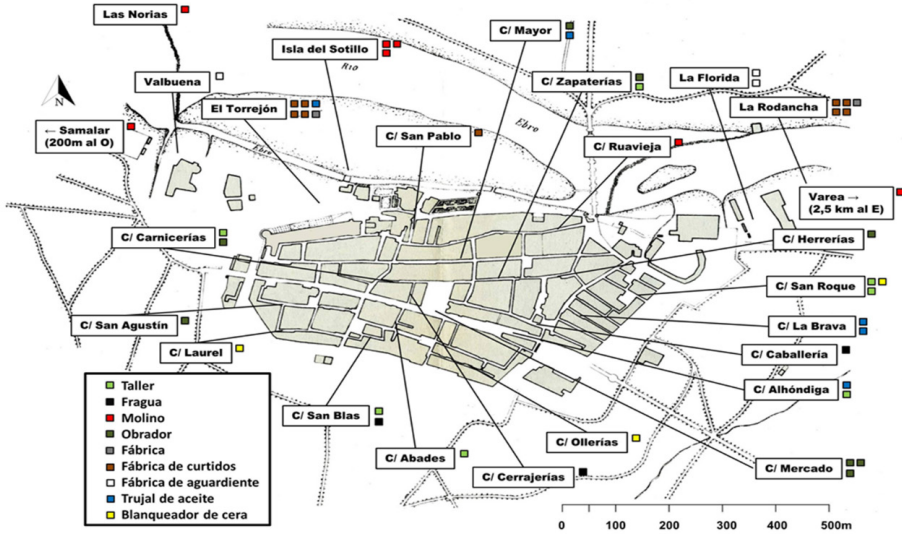 Las Norias
Valbuena
N
← Samalar
(200m al O)
Isla del Sotillo
RIO
El Torrejón
Ebro
C/ San Pablo
C/ Mayor
C/ Zapaterías
Ebro
La Florida
La Rodancha
C/ Ruavieja
Varea →
(2,5 km al E)
C/ Carnicerías
C/ Herrerías
C/ San Roque
C/ San Agustín
C/ La Brava
C/ Laurel
C/ Caballería
C/ Alhóndiga
C/ San Blas
C/ Ollerías
C/ Abades
C/ Cerrajerías
C/ Mercado
Taller
Fragua
Molino
Obrador
Fábrica
Fábrica de curtidos
Fábrica de aguardiente
Trujal de aceite
Blanqueador de cera
0 50 100 200 300 400 500m